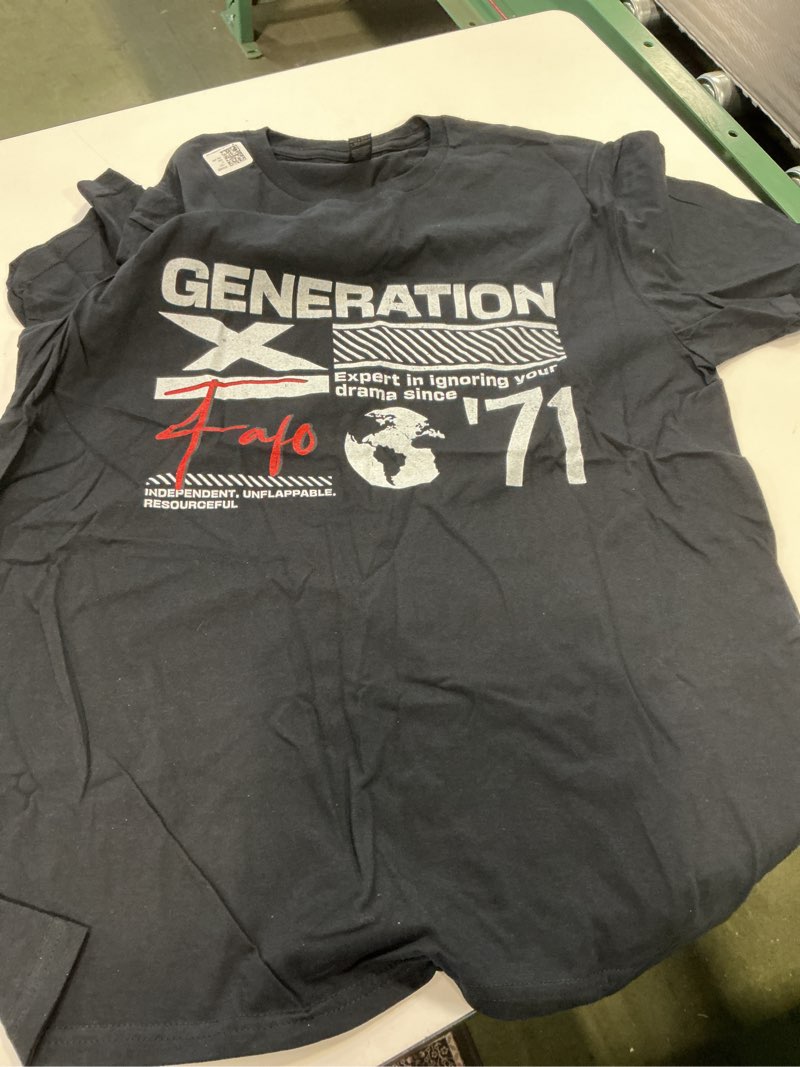 GENERATION
X
Expert in ignoring your
drama since
'71
Fafo
INDEPENDENT, UNFLAPPABLE.
RESOURCEFUL